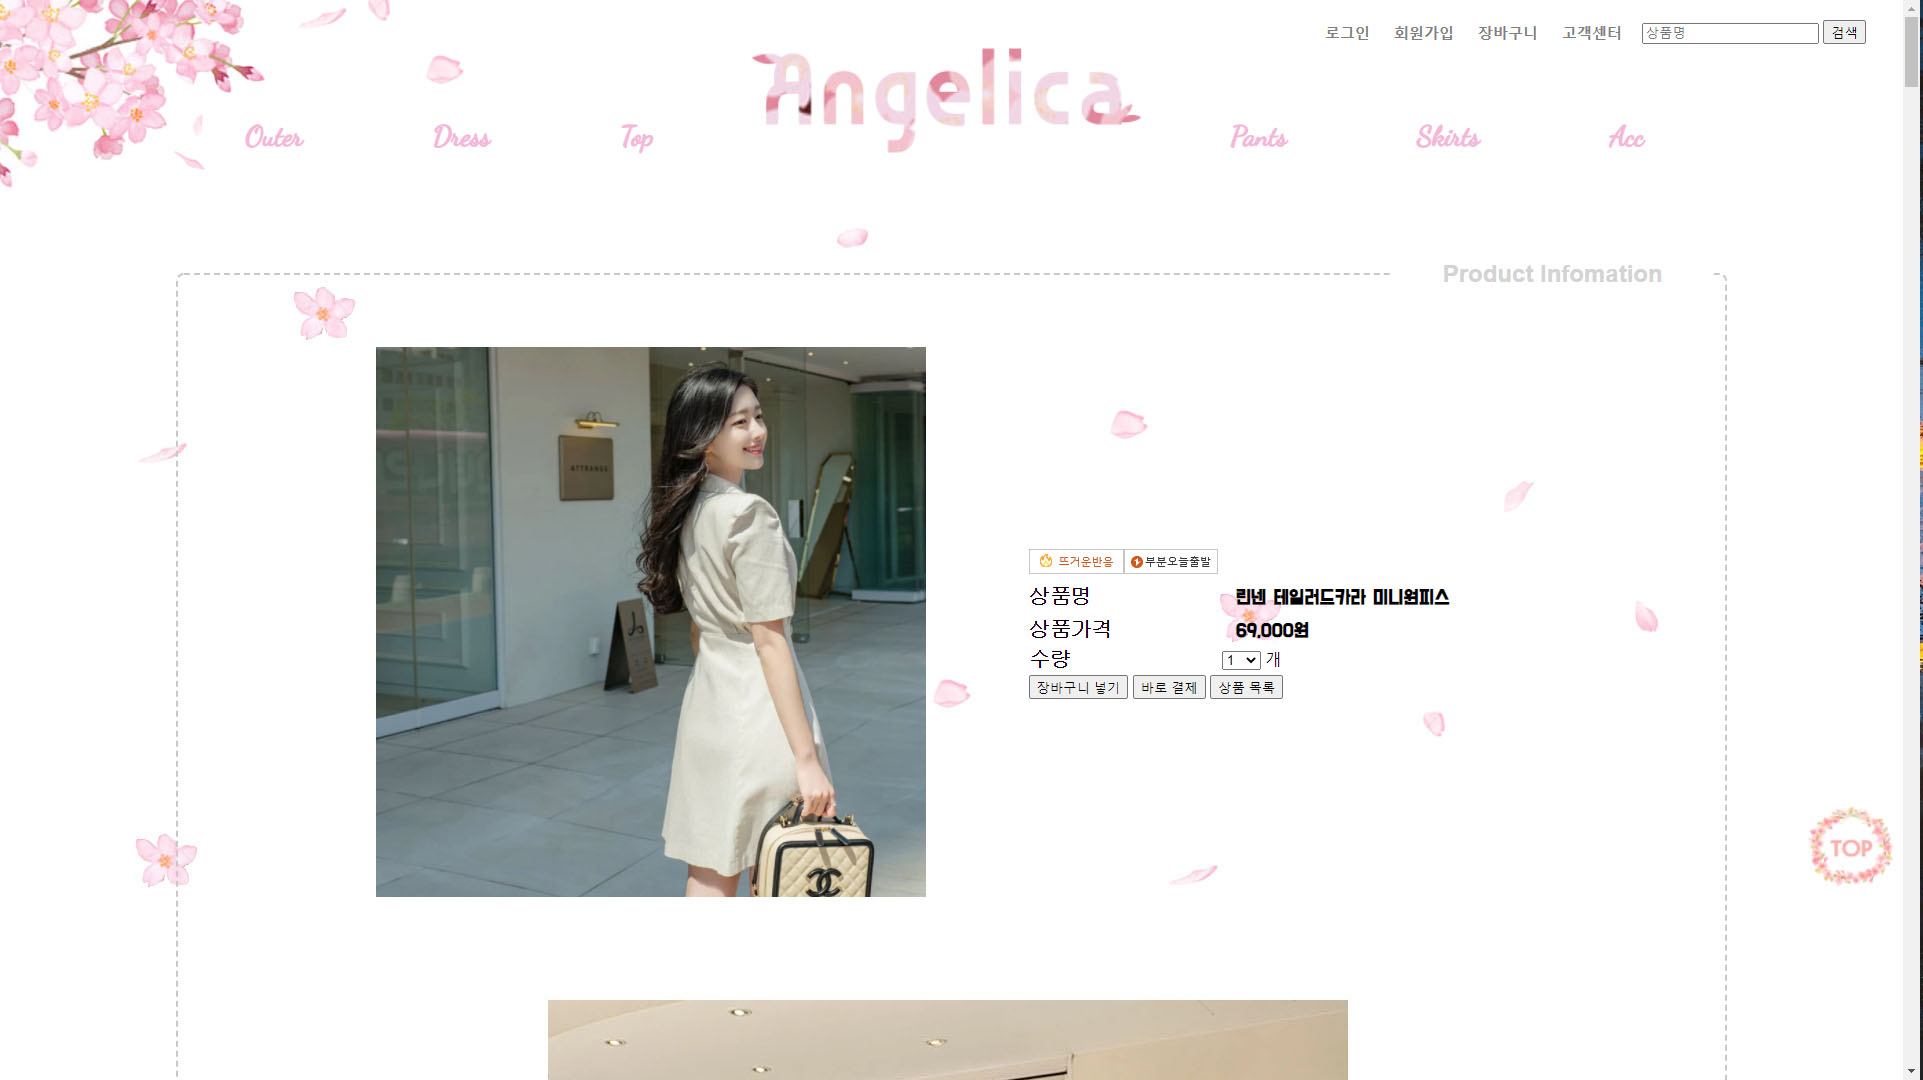 로그인 회원가입 장바구니 고객센터 상품명 검색
Angelica
Outer Dress Top Pants Skirts Acc
Product Infomation
ATTRANGS
뜨거운반응 부분오늘출발
상품명 린넨 테일러드카라 미니원피스
상품가격 69,000원
수량 1 개
장바구니 넣기 바로 결제 상품 목록
TOP